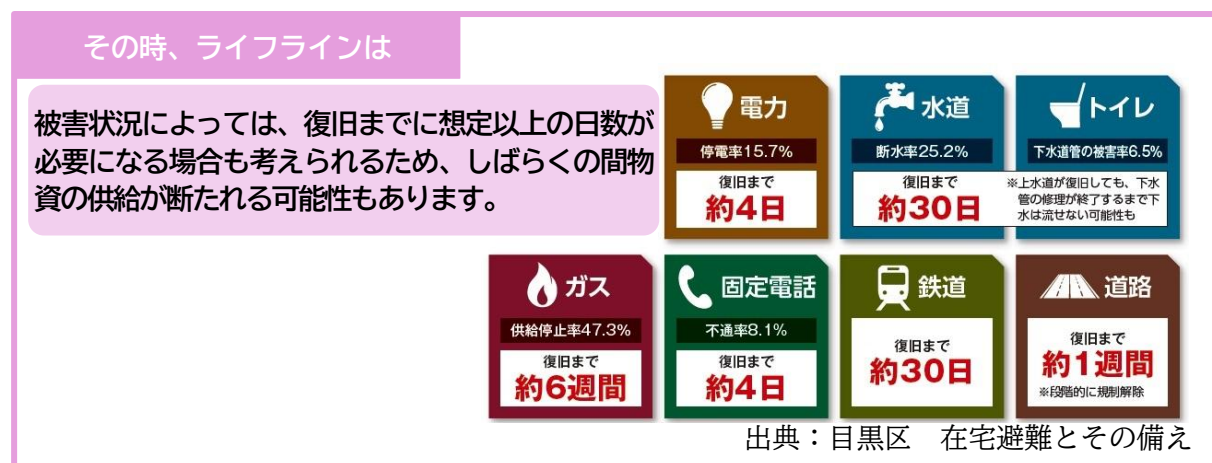 その時、ライフラインは
被害状況によっては、復旧までに想定以上の日数が
必要になる場合も考えられるため、しばらくの間物
資の供給が断たれる可能性もあります。
電力
停電率15.7%
復旧まで
約4日
水道
断水率25.2%
復旧まで
約30日
トイレ
下水道管の被害率6.5%
※上水道が復旧しても、下水
管の修理が終了するまで下
水は流せない可能性も
ガス
供給停止率47.3%
復旧まで
約6週間
固定電話
不通率8.1%
復旧まで
約4日
鉄道
復旧まで
約30日
道路
復旧まで
約1週間
※段階的に規制解除
出典：目黒区　在宅避難とその備え